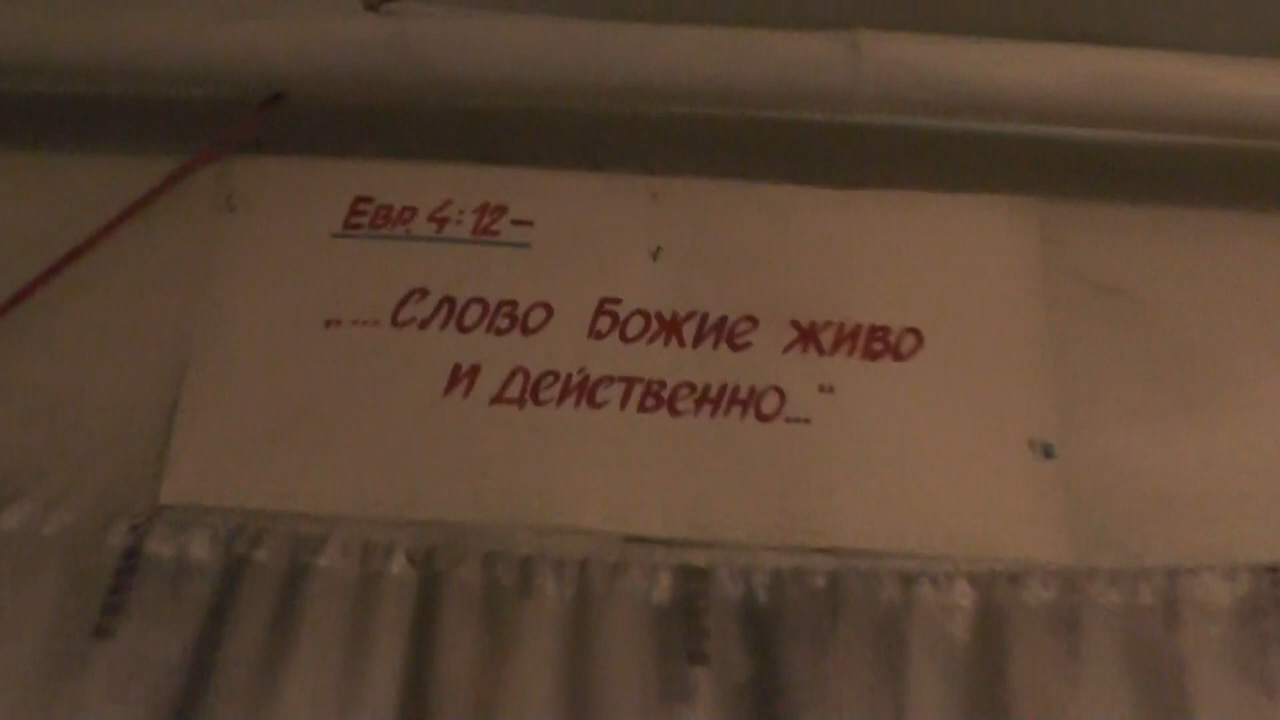 Евр. 4:12–
„...Слово Божие живо
и действенно...“